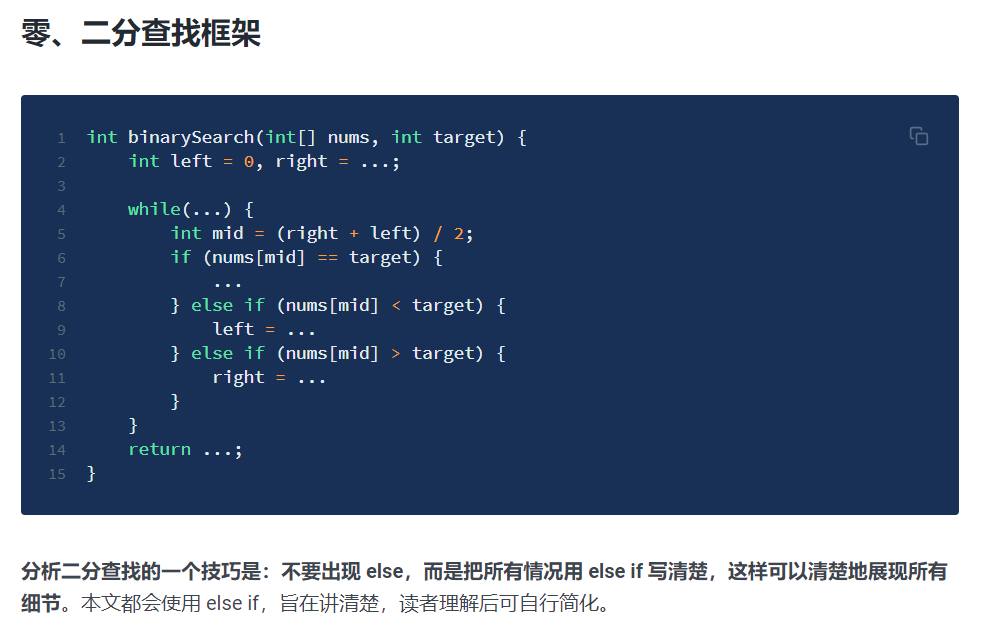 零、二分查找框架
1 int binarySearch(int[] nums, int target) {
2     int left = 0, right = ...;
3
4     while(...) {
5         int mid = (right + left) / 2;
6         if (nums[mid] == target) {
7             ...
8         } else if (nums[mid] < target) {
9             left = ...
10         } else if (nums[mid] > target) {
11             right = ...
12         }
13     }
14     return ...;
15 }
分析二分查找的一个技巧是：不要出现 else，而是把所有情况用 else if 写清楚，这样可以清楚地展现所有
细节。本文都会使用 else if，旨在讲清楚，读者理解后可自行简化。